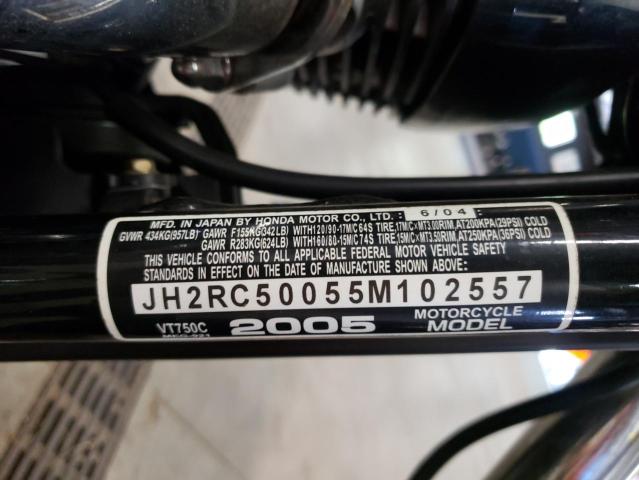 MFD. IN JAPAN BY HONDA MOTOR CO., LTD. 6/04
GVWR 434KG(957LB) GAWR F155KG(342LB) WITH120/90-17M/C 64S TIRE,17M/C×MT3.00RIM,AT200KPA(29PSI) COLD
GAWR R283KG(624LB) WITH160/80-15M/C 74S TIRE,15M/C×MT3.50RIM,AT250KPA(36PSI) COLD
THIS VEHICLE CONFORMS TO ALL APPLICABLE FEDERAL MOTOR VEHICLE SAFETY
STANDARDS IN EFFECT ON THE DATE OF MANUFACTURE SHOWN ABOVE.
JH2RC50055M102557
VT750C 2005 MOTORCYCLE
MODEL